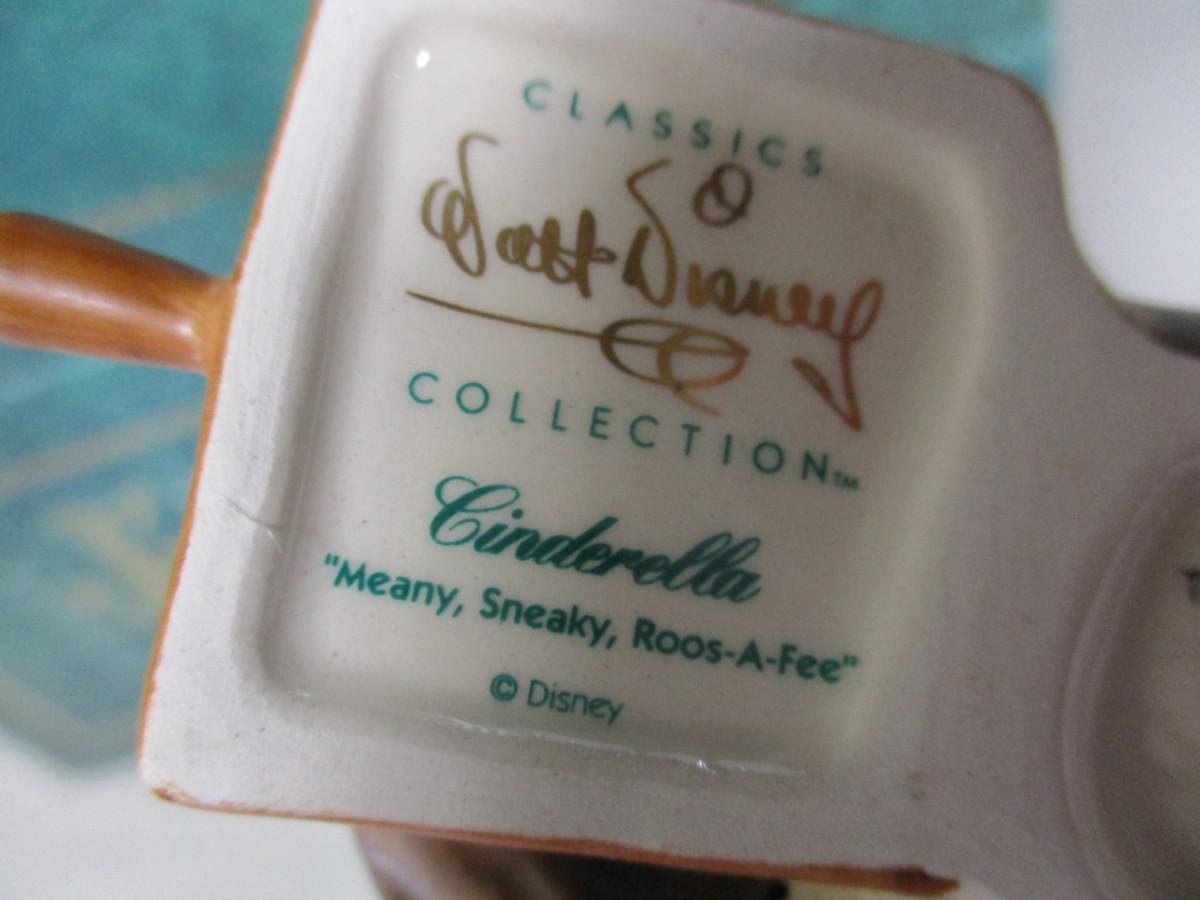 CLASSICS
Walt Disney
COLLECTION™
Cinderella
"Meany, Sneaky, Roos-A-Fee"
© Disney